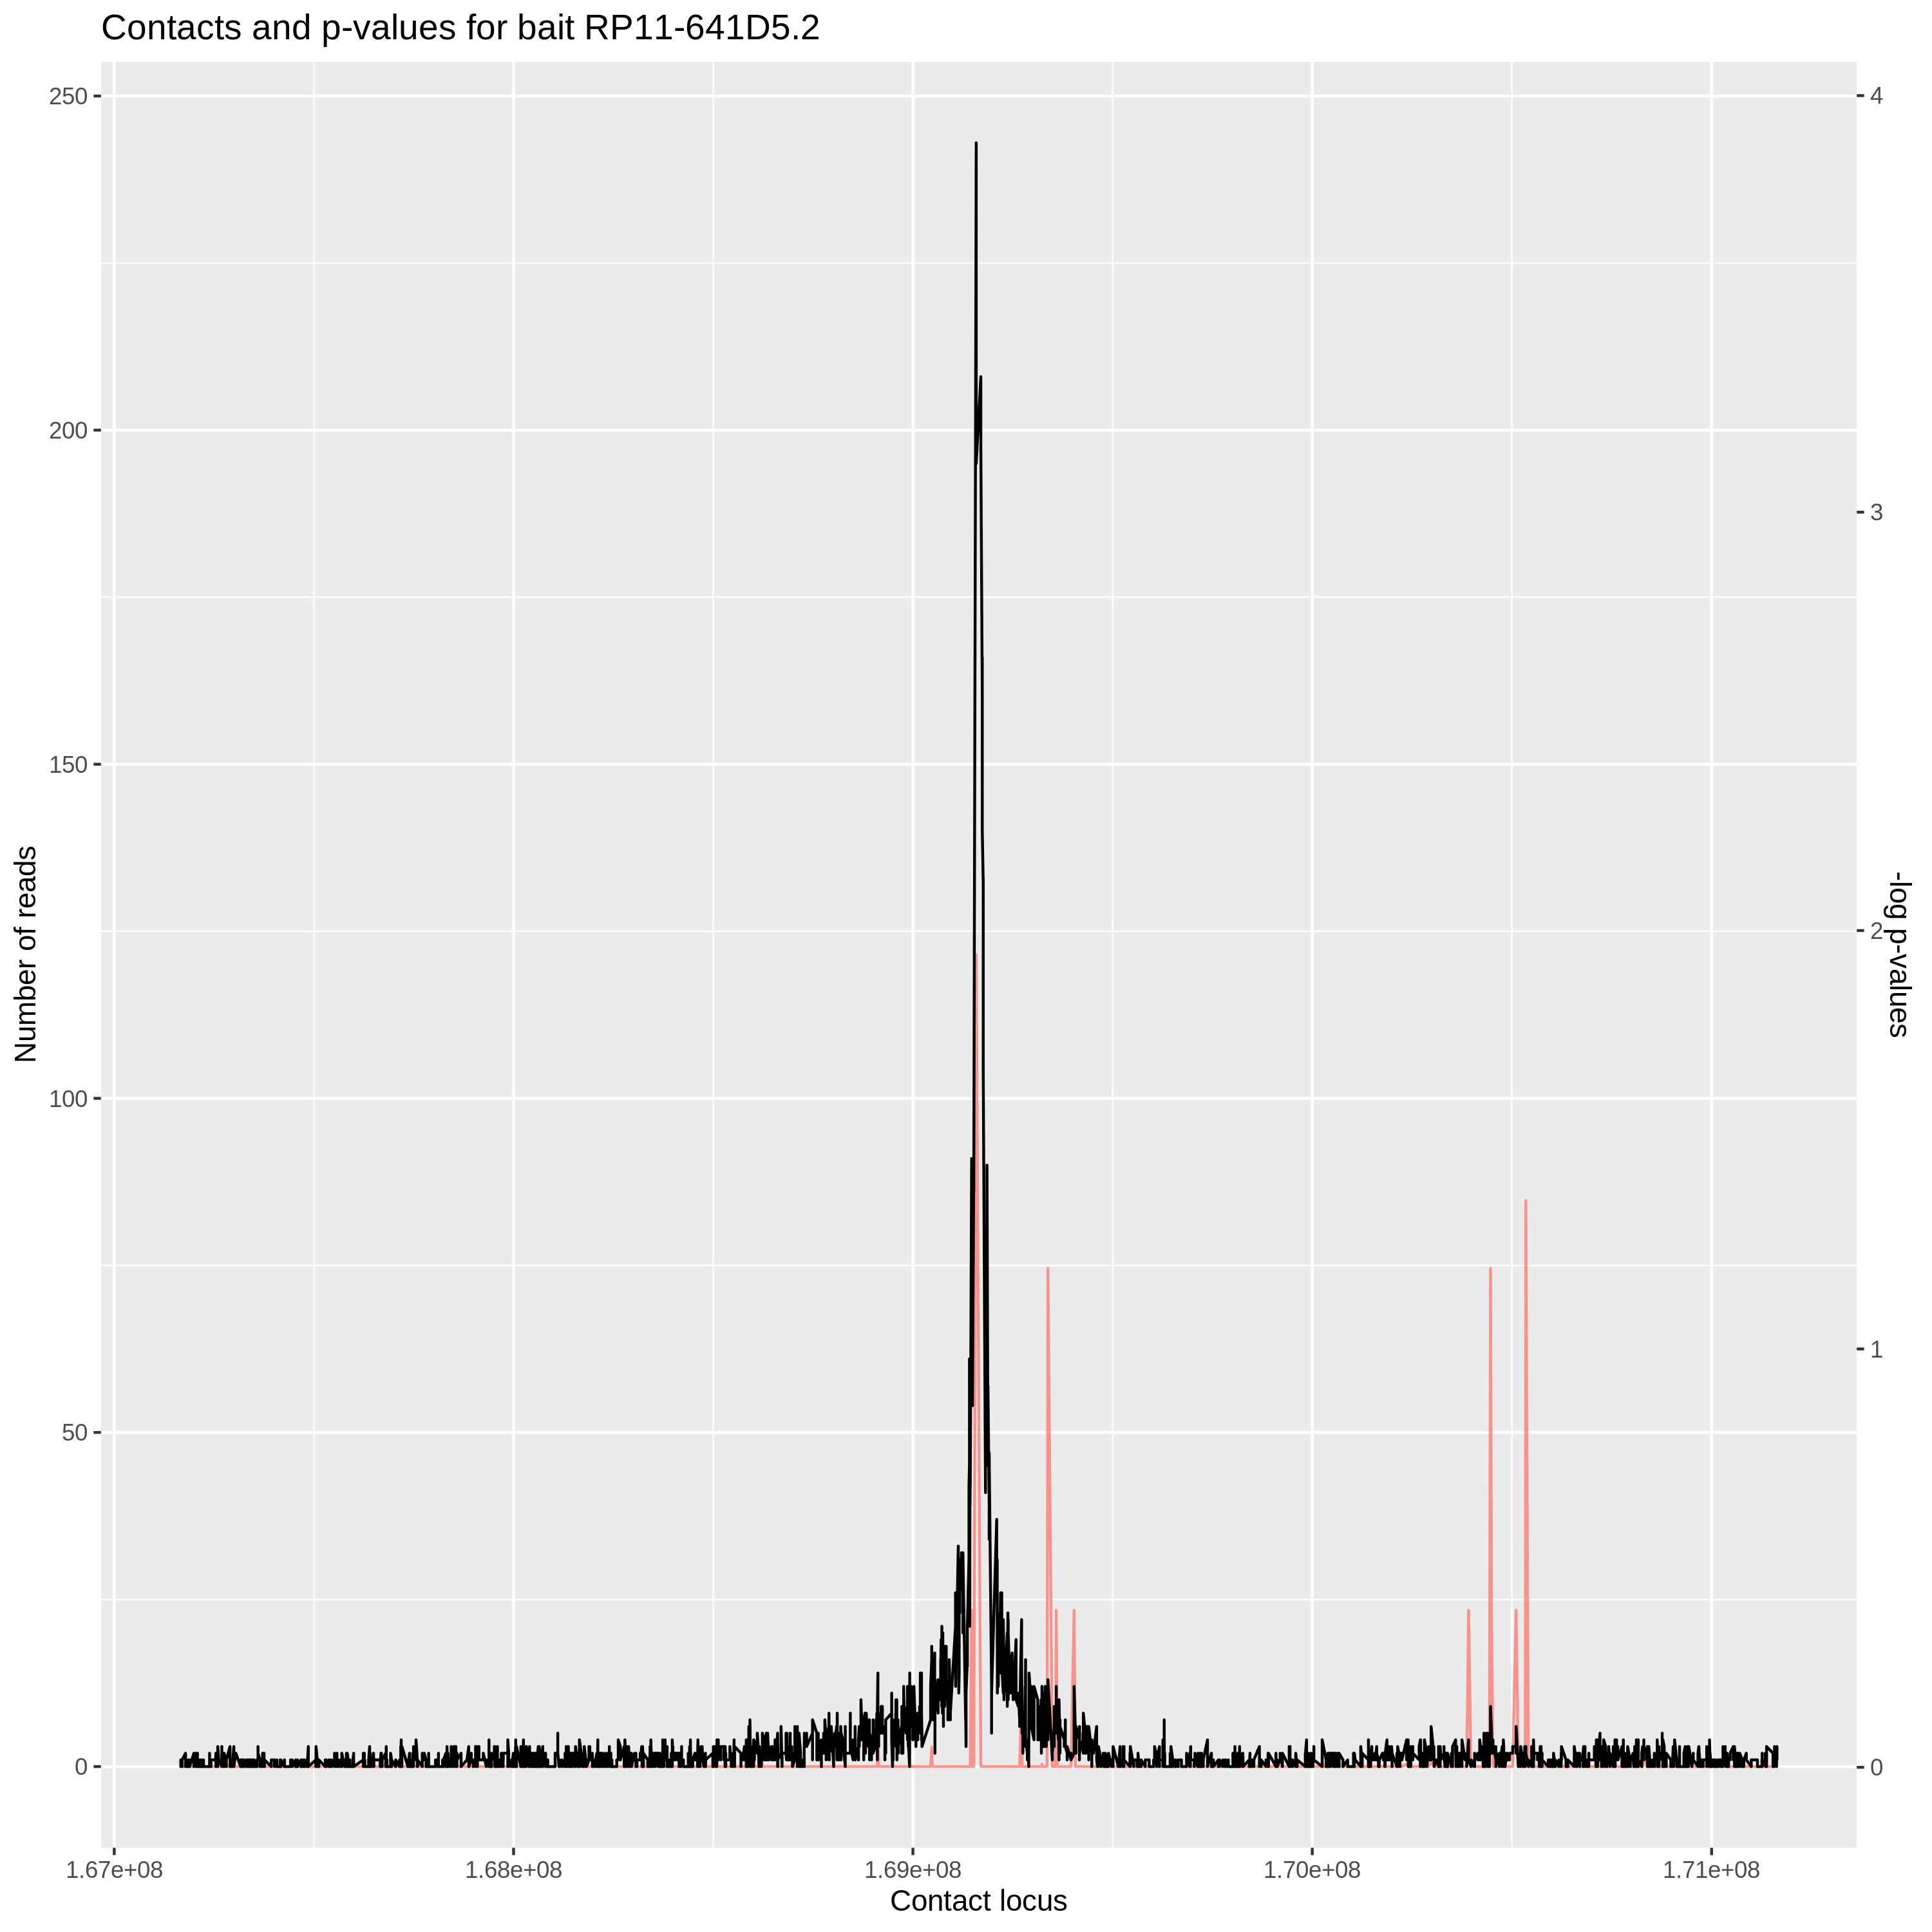 Contacts and p-values for bait RP11-641D5.2
250
200
150
100
50
0
Number of reads
4
3
2
1
0
-log p-values
1.67e+08 1.68e+08 1.69e+08 1.70e+08 1.71e+08
Contact locus